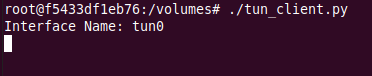 root@f5433df1eb76:/volumes# ./tun_client.py
Interface Name: tun0